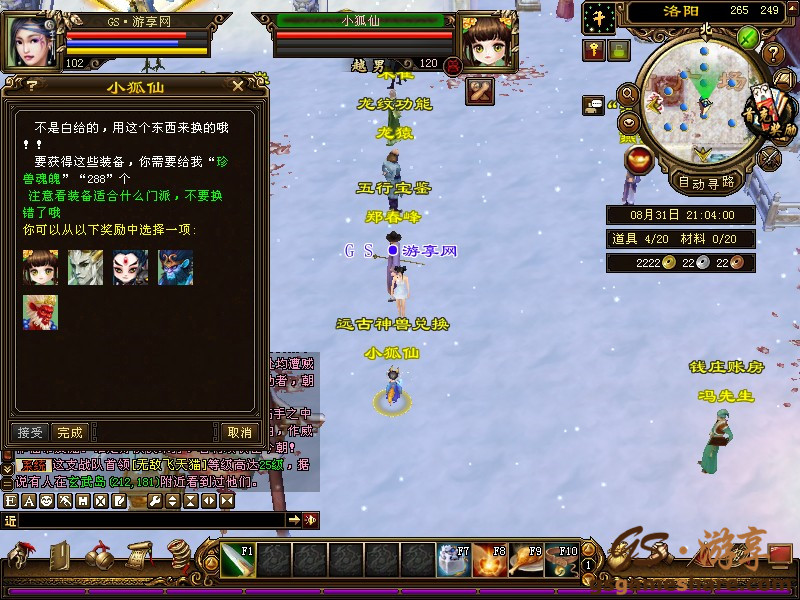 GS·游享网
102
小狐仙
越男
120
洛阳
265 249
北
自动寻路
08月31日 21:04:00
道具 4/20 材料 0/20
2222 22 22
?
小狐仙
不是白给的，用这个东西来换的哦
！！
要获得这些装备，你需要给我“珍
兽魂魄”“288”个
注意看装备适合什么门派，不要换
错了哦
你可以从以下奖励中选择一项：
接受
完成
取消
龙纹功能
龙猿
五行宝鉴
郑春峰
GS 游享网
远古神兽兑换
小狐仙
钱庄账房
冯先生
这支战队首领[无敌飞天猫]等级高达25级，据
说有人在玄武岛(212,181)附近看到过他们。
近
F1
F7
F8
F9
F10
1
GS·游享网